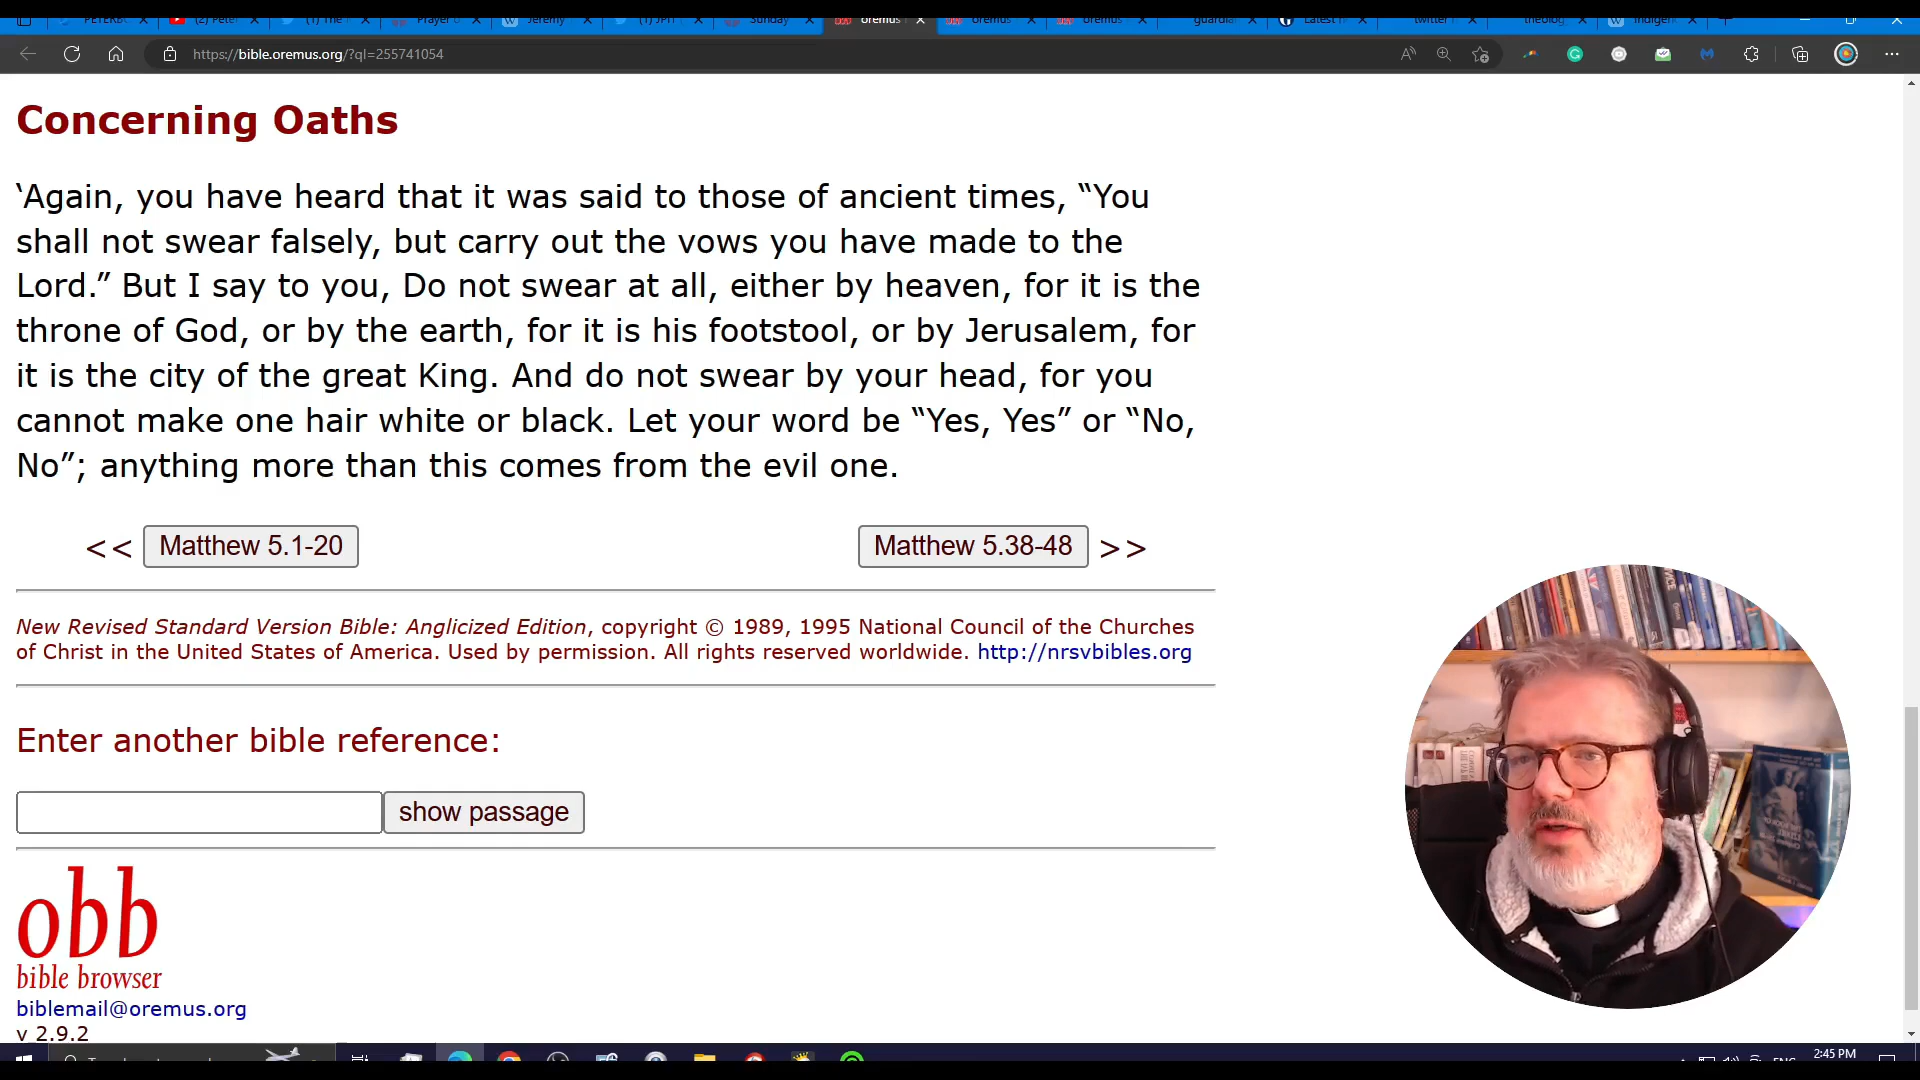 https://bible.oremus.org/?ql=255741054
Concerning Oaths
‘Again, you have heard that it was said to those of ancient times, “You
shall not swear falsely, but carry out the vows you have made to the
Lord.” But I say to you, Do not swear at all, either by heaven, for it is the
throne of God, or by the earth, for it is his footstool, or by Jerusalem, for
it is the city of the great King. And do not swear by your head, for you
cannot make one hair white or black. Let your word be “Yes, Yes” or “No,
No”; anything more than this comes from the evil one.
<< Matthew 5.1-20 Matthew 5.38-48 >>
New Revised Standard Version Bible: Anglicized Edition, copyright © 1989, 1995 National Council of the Churches
of Christ in the United States of America. Used by permission. All rights reserved worldwide. http://nrsvbibles.org
Enter another bible reference:
show passage
obb
bible browser
biblemail@oremus.org
v 2.9.2
2:45 PM